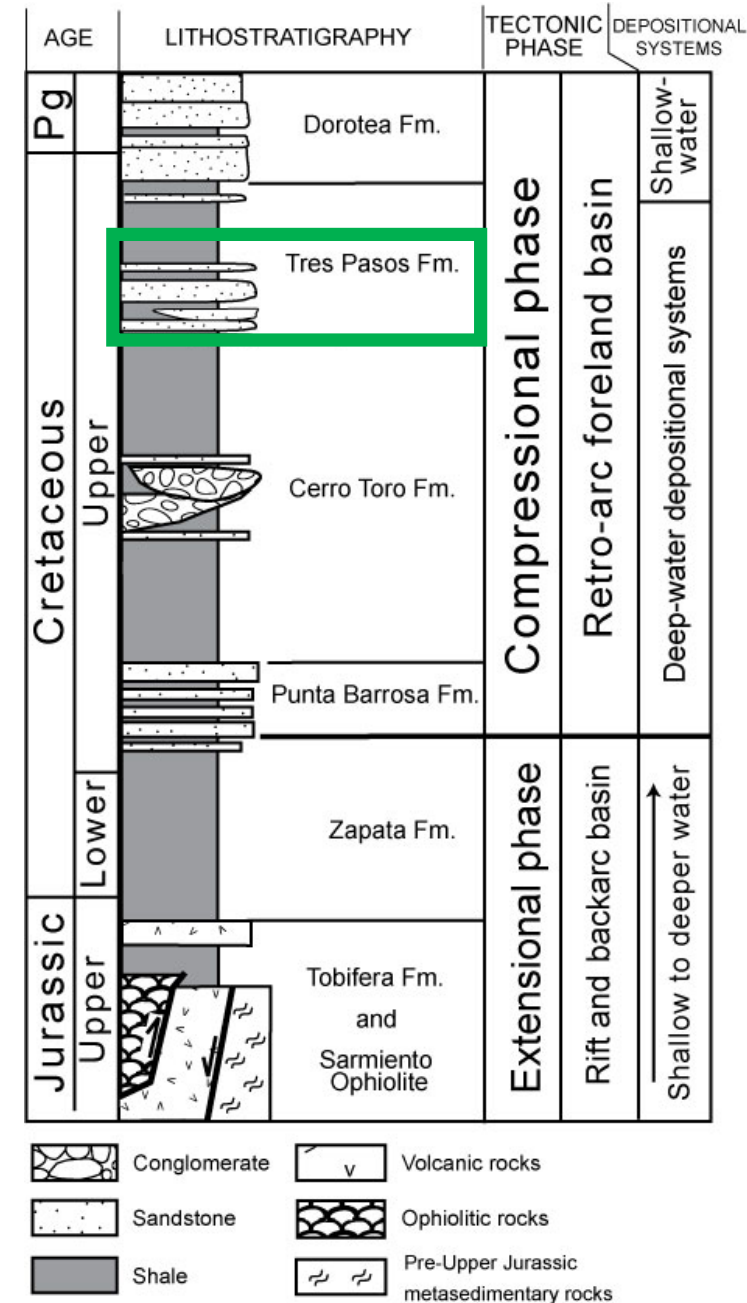 AGE
LITHOSTRATIGRAPHY
TECTONIC
PHASE
DEPOSITIONAL
SYSTEMS
Pg
Cretaceous
Upper
Lower
Jurassic
Upper
Dorotea Fm.
Tres Pasos Fm.
Cerro Toro Fm.
Punta Barrosa Fm.
Zapata Fm.
Tobifera Fm.
and
Sarmiento
Ophiolite
Compressional phase
Extensional phase
Retro-arc foreland basin
Rift and backarc basin
Shallow-
water
Deep-water depositional systems
Shallow to deeper water
Conglomerate
Volcanic rocks
Sandstone
Ophiolitic rocks
Shale
Pre-Upper Jurassic
metasedimentary rocks